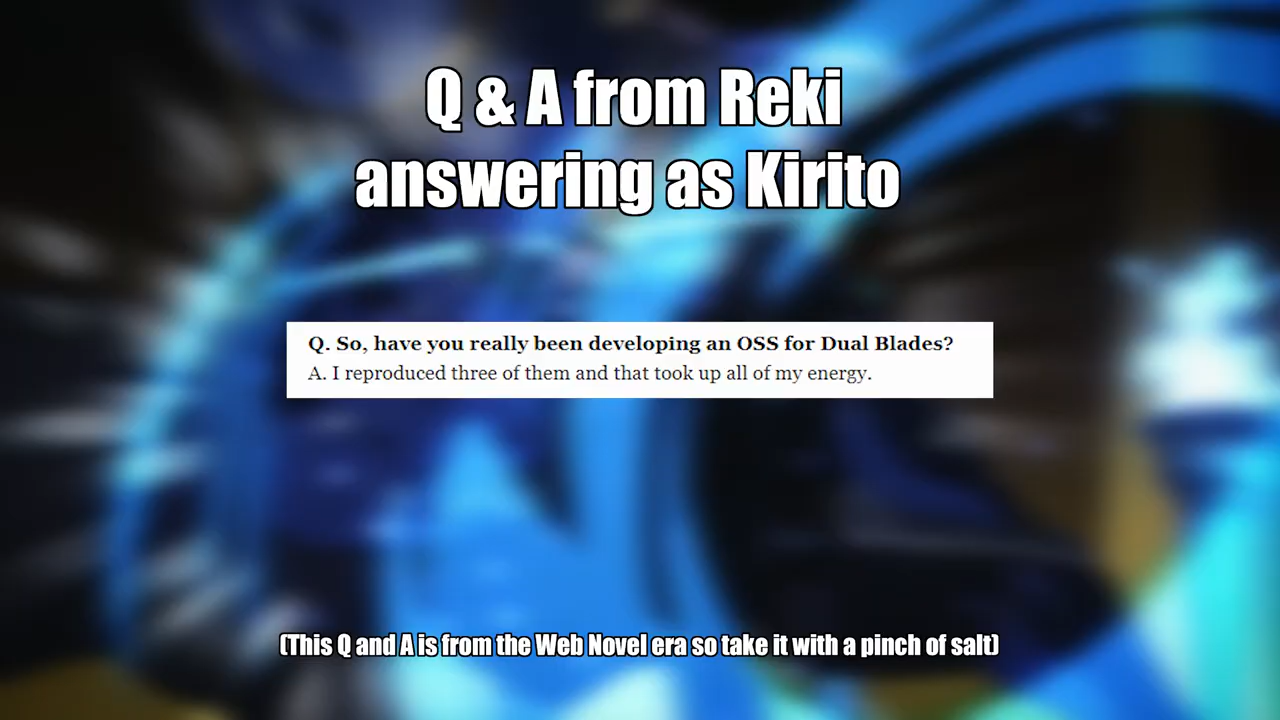 Q & A from Reki
answering as Kirito
Q. So, have you really been developing an OSS for Dual Blades?
A. I reproduced three of them and that took up all of my energy.
(This Q and A is from the Web Novel era so take it with a pinch of salt)